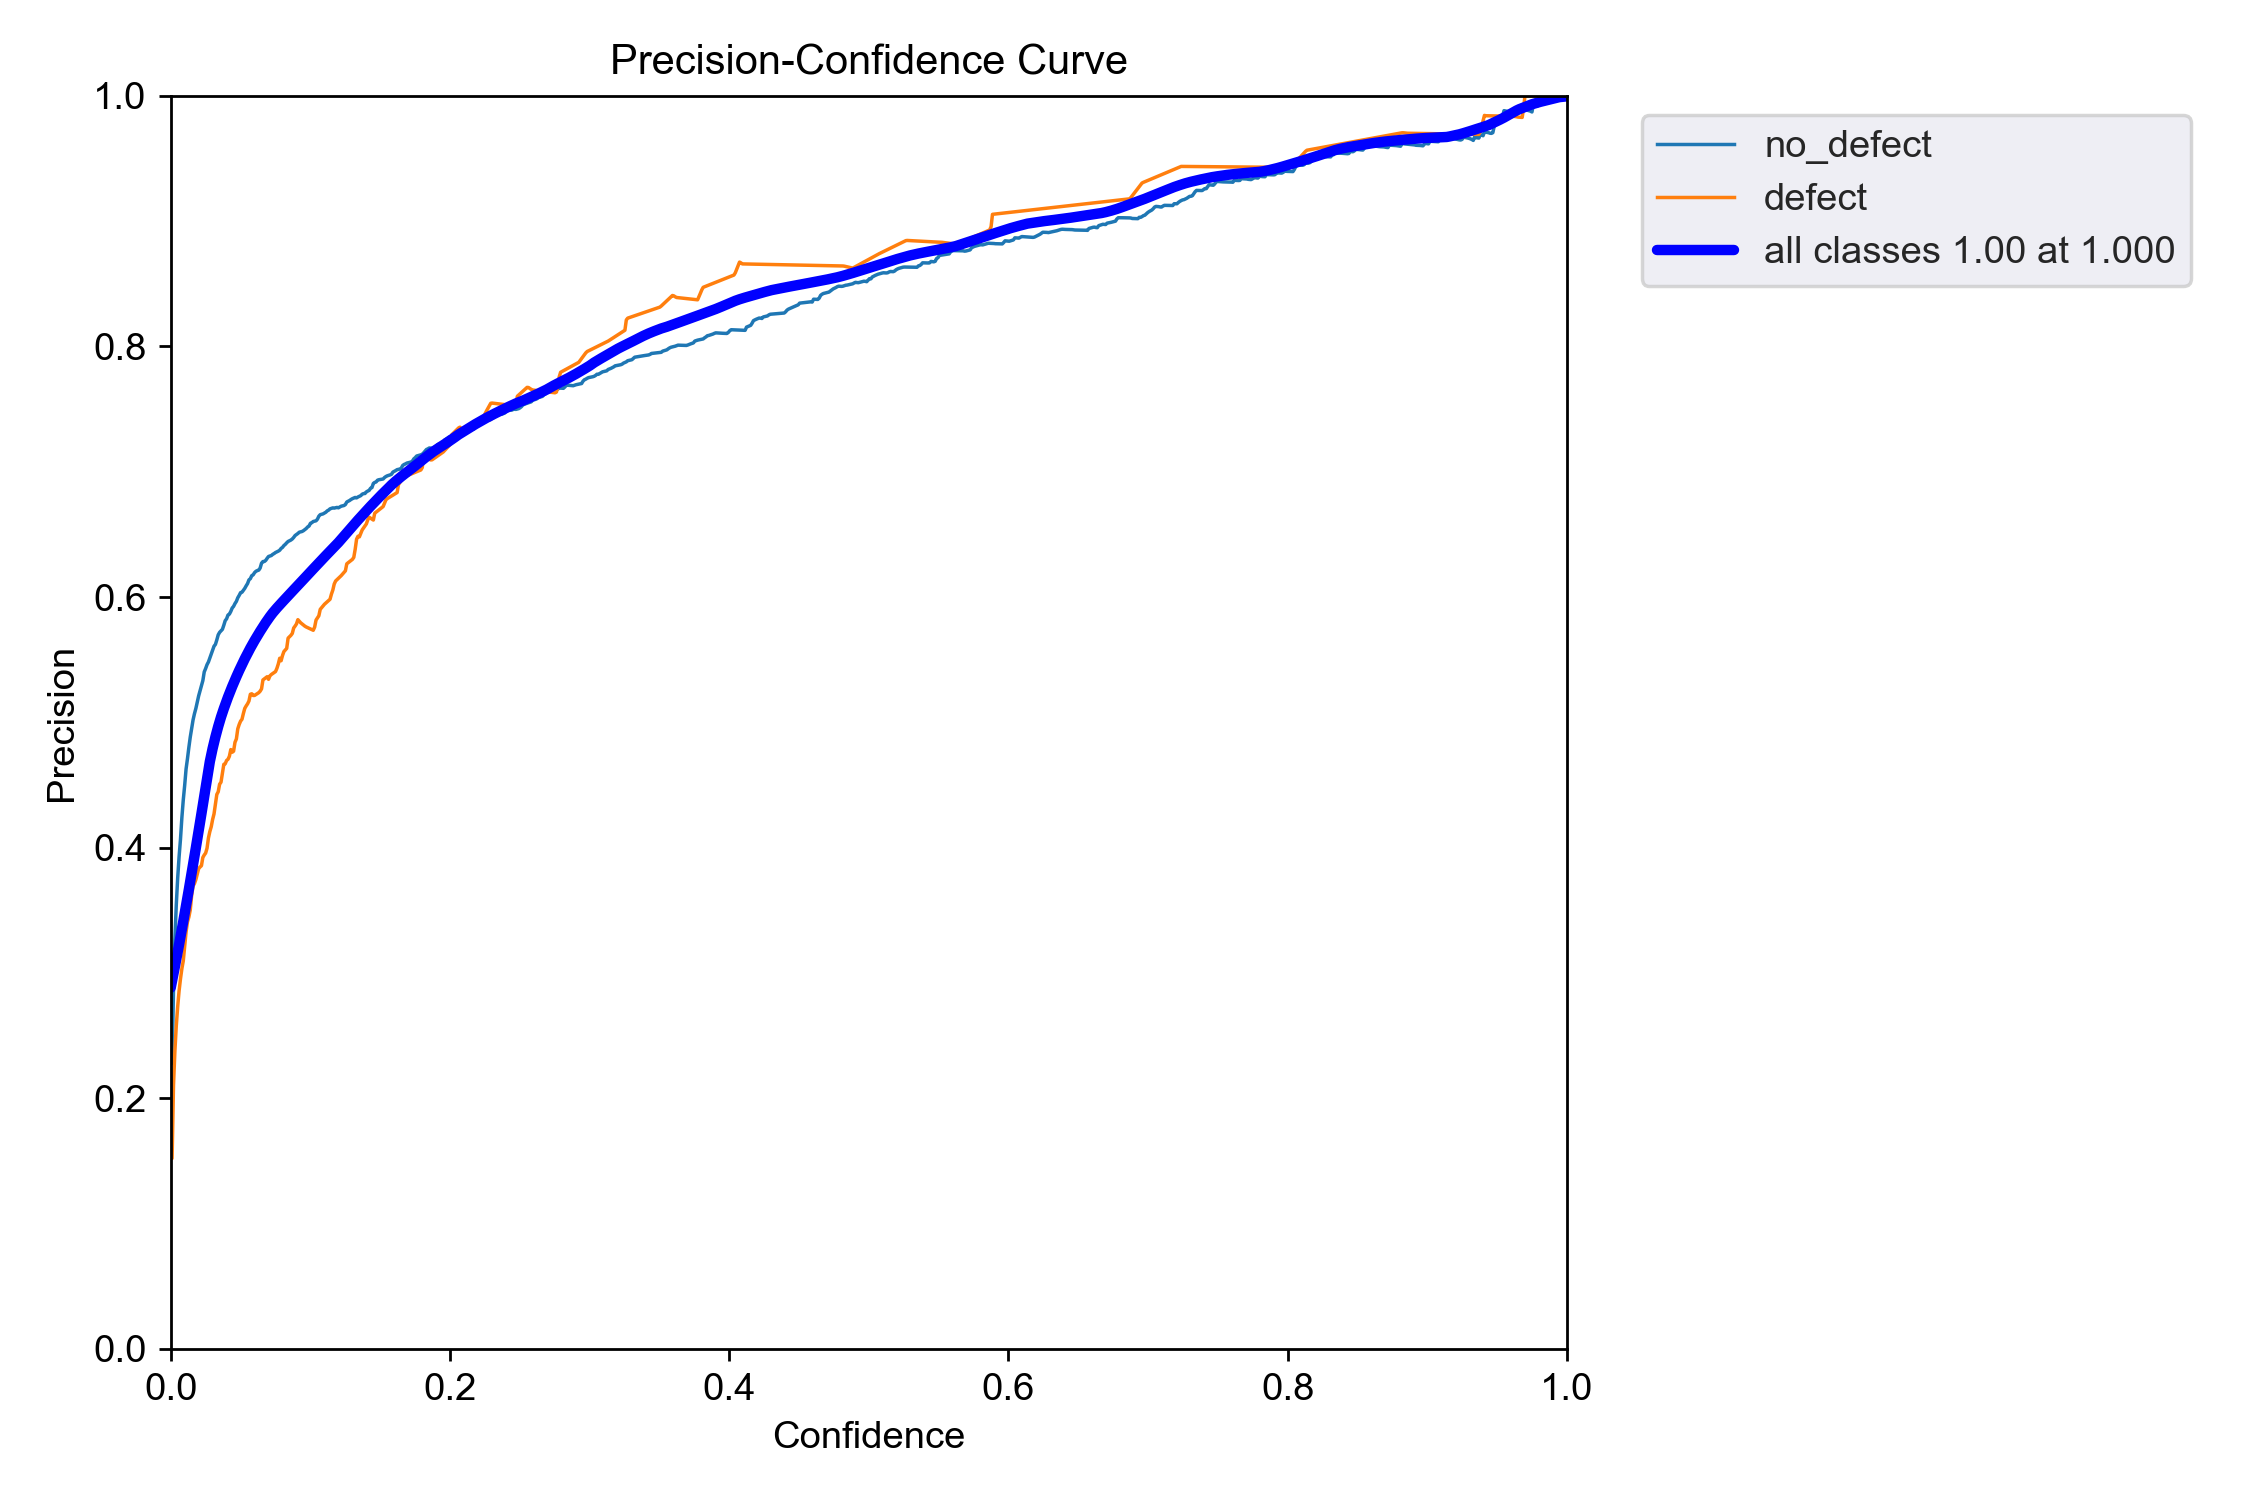 Precision-Confidence Curve
1.0
0.8
0.6
0.4
0.2
0.0
Precision
0.0 0.2 0.4 0.6 0.8 1.0
Confidence
no_defect
defect
all classes 1.00 at 1.000